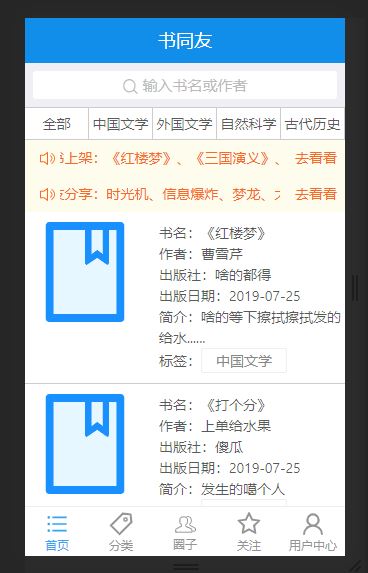 书同友
输入书名或作者
全部 中国文学 外国文学 自然科学 古代历史
上架：《红楼梦》、《三国演义》、 去看看
分享：时光机、信息爆炸、梦龙、 去看看
书名：《红楼梦》
作者：曹雪芹
出版社：啥的都得
出版日期：2019-07-25
简介：啥的等下擦拭擦拭发的
给水......
标签： 中国文学
书名：《打个分》
作者：上单给水果
出版社：傻瓜
出版日期：2019-07-25
简介：发生的噶个人
首页 分类 圈子 关注 用户中心